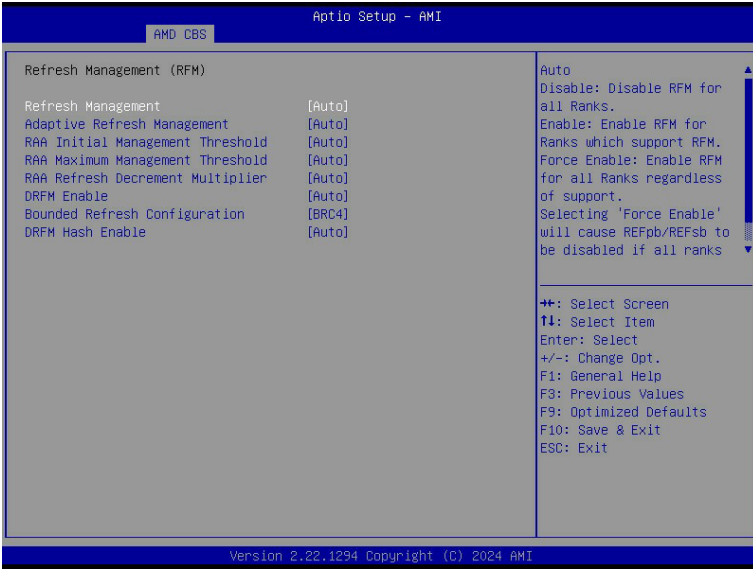 Aptio Setup - AMI
AMD CBS
Refresh Management (RFM)
Refresh Management [Auto]
Adaptive Refresh Management [Auto]
RAA Initial Management Threshold [Auto]
RAA Maximum Management Threshold [Auto]
RAA Refresh Decrement Multiplier [Auto]
DRFM Enable [Auto]
Bounded Refresh Configuration [BRC4]
DRFM Hash Enable [Auto]
Auto
Disable: Disable RFM for
all Ranks.
Enable: Enable RFM for
Ranks which support RFM.
Force Enable: Enable RFM
for all Ranks regardless
of support.
Selecting 'Force Enable'
will cause REFpb/REFsb to
be disabled if all ranks
→←: Select Screen
↑↓: Select Item
Enter: Select
+/-: Change Opt.
F1: General Help
F3: Previous Values
F9: Optimized Defaults
F10: Save & Exit
ESC: Exit
Version 2.22.1294 Copyright (C) 2024 AMI